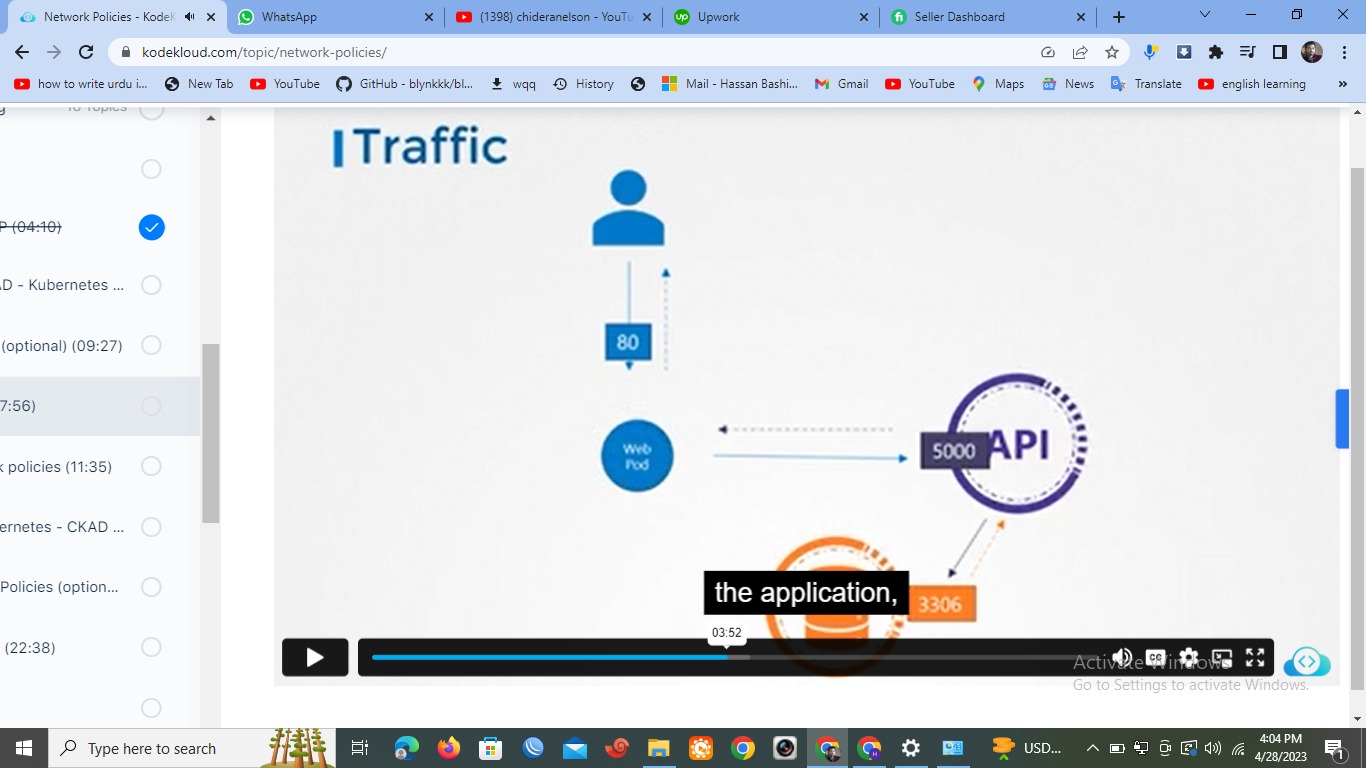 Network Policies - KodeK
WhatsApp
(1398) chideranelson - YouTu
Upwork
Seller Dashboard
kodekloud.com/topic/network-policies/
how to write urdu i...
New Tab
YouTube
GitHub - blynkkk/bl...
wqq
History
Mail - Hassan Bashi...
Gmail
YouTube
Maps
News
Translate
english learning
»
g
10 Topics
P (04:10)
AD - Kubernetes ...
(optional) (09:27)
7:56)
k policies (11:35)
ernetes - CKAD ...
Policies (option...
(22:38)
Traffic
80
Web
Pod
5000
API
3306
the application,
03:52
CC
Activate Windows
Go to Settings to activate Windows.
Type here to search
USD...
4:04 PM
4/28/2023
1